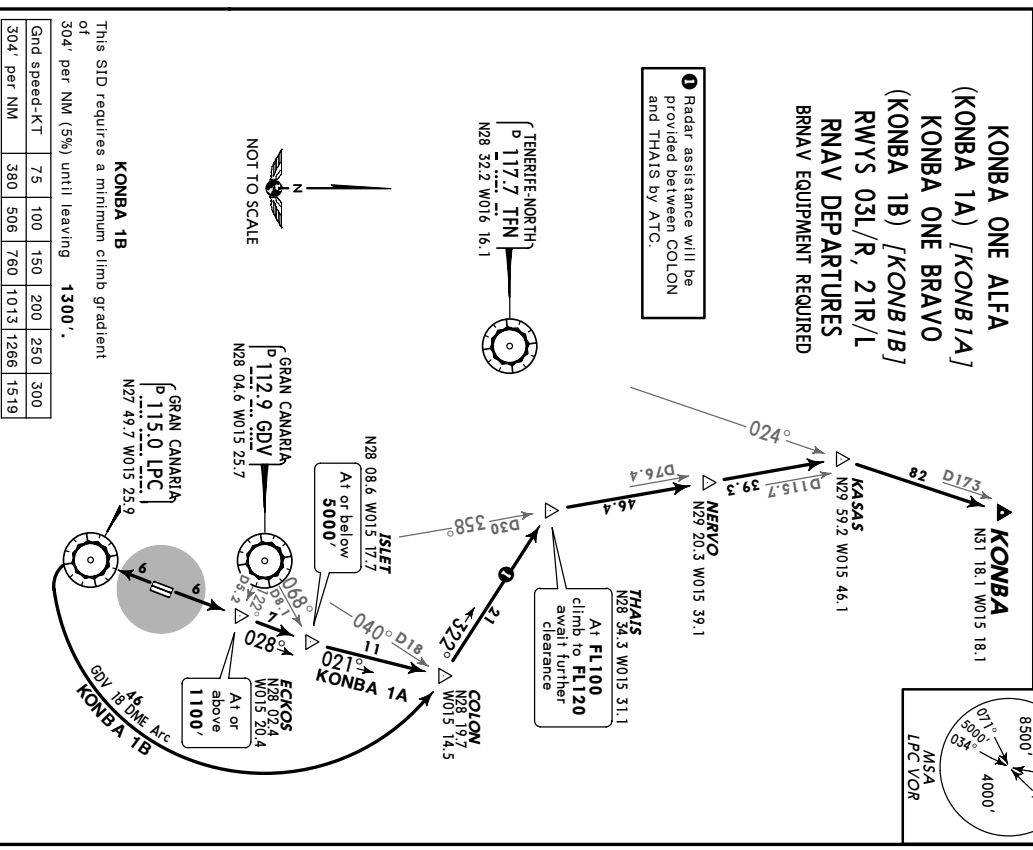 KONBA ONE ALFA
(KONBA 1A) [KONB1A]
KONBA ONE BRAVO
(KONBA 1B) [KONB1B]
RWYS 03L/R, 21R/L
RNAV DEPARTURES
BRNAV EQUIPMENT REQUIRED
8500'
071°
5000'
034°
4000'
MSA
LPC VOR
KONBA
N31 18.1 W015 18.1
D173
82
KASAS
N29 59.2 W015 46.1
024°
D115.7
39.3
NERVO
N29 20.3 W015 39.1
D76.4
46.4
1 Radar assistance will be
provided between COLON
and THAIS by ATC.
THAIS
N28 34.3 W015 31.1
At FL100
climb to FL120
await further
clearance
D30 358°
21
322°
TENERIFE-NORTH
D 117.7 TFN
N28 32.2 W016 16.1
COLON
N28 19.7
W015 14.5
040° D18
11
021°
KONBA 1A
ISLET
N28 08.6 W015 17.7
At or below
5000'
068°
D8.1
7
028°
N
NOT TO SCALE
GRAN CANARIA
D 112.9 GDV
N28 04.6 W015 25.7
122°
D5.2
ECKOS
N28 02.4
W015 20.4
At or
above
1100'
6
6
GRAN CANARIA
D 115.0 LPC
N27 49.7 W015 25.9
46
GDV 18 DME Arc
KONBA 1B
KONBA 1B
This SID requires a minimum climb gradient
of
304' per NM (5%) until leaving 1300'.
Gnd speed-KT 75 100 150 200 250 300
304' per NM 380 506 760 1013 1266 1519